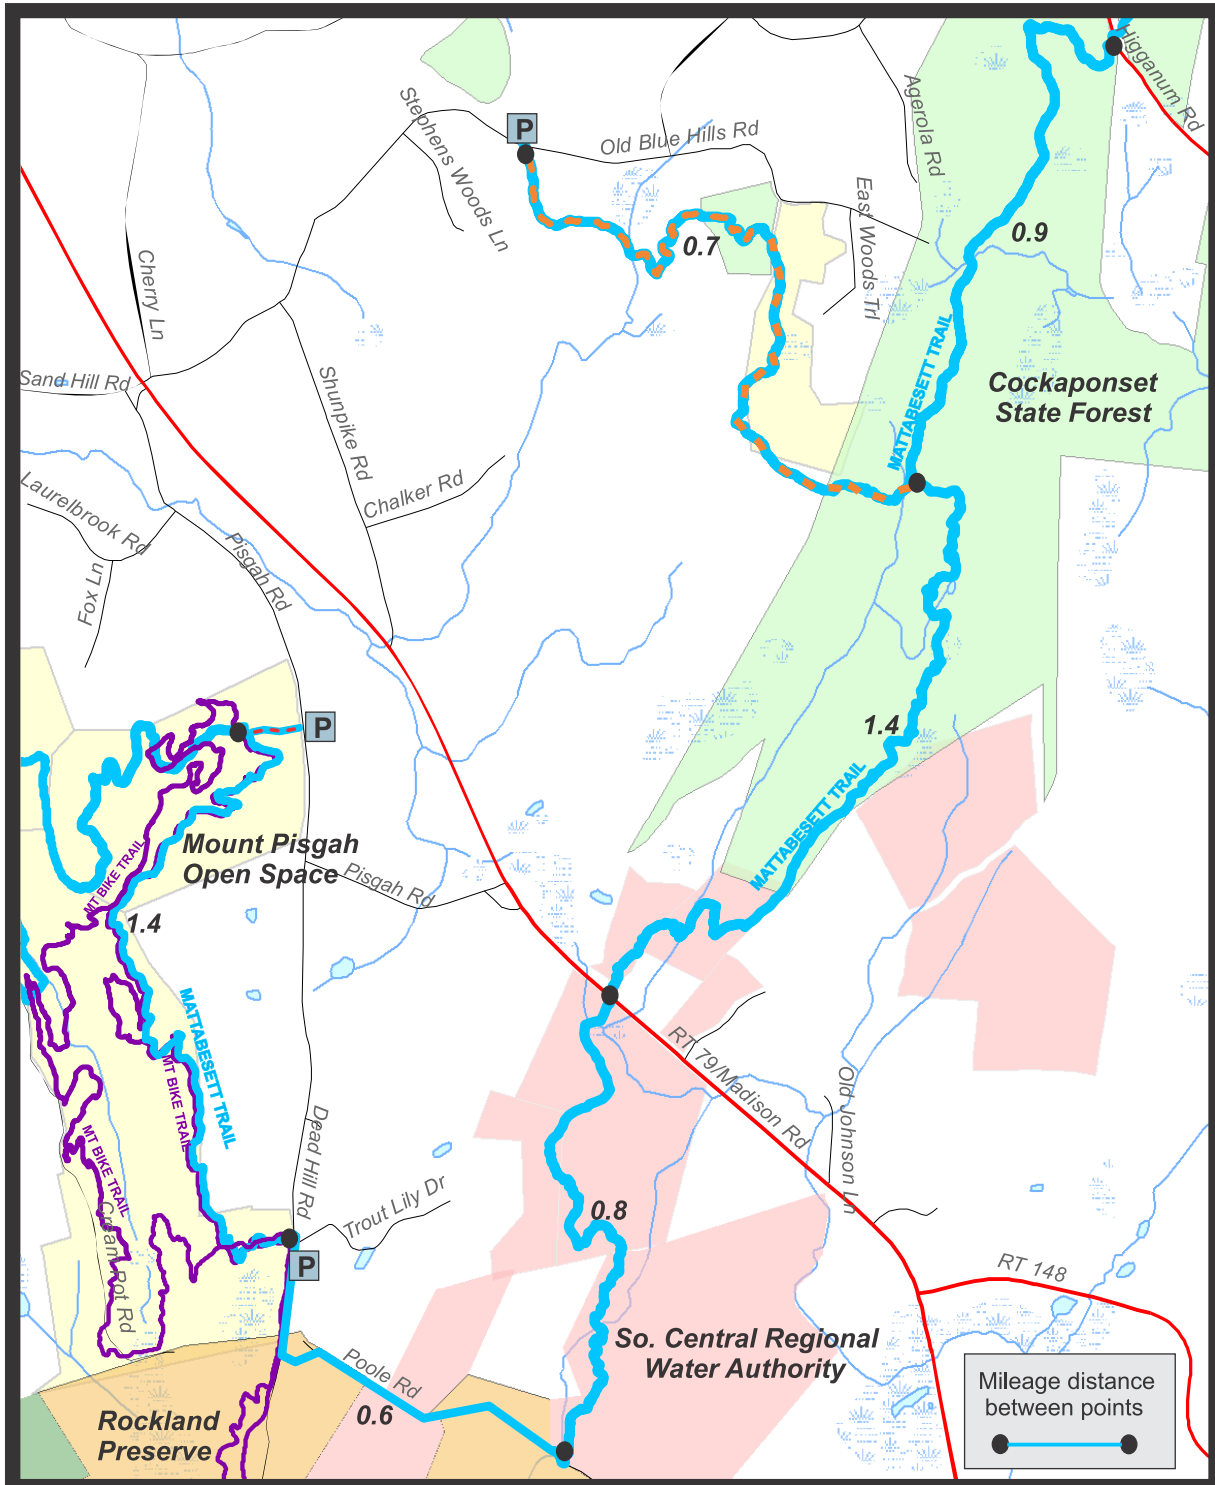 Higganum Rd
Agerola Rd
Stephens Woods Ln
P
Old Blue Hills Rd
East Woods Trl
0.7
0.9
Cherry Ln
MATTABESETT TRAIL
Sand Hill Rd
Shunpike Rd
Cockaponset
State Forest
Laurelbrook Rd
Chalker Rd
Pisgah Rd
Fox Ln
P
1.4
MATTABESETT TRAIL
Mount Pisgah
Open Space
MT BIKE TRAIL
Pisgah Rd
1.4
MATTABESETT TRAIL
MT BIKE TRAIL
RT 79/Madison Rd
Old Johnson Ln
MT BIKE TRAIL
Dead Hill Rd
Trout Lily Dr
0.8
Cream Pot Rd
P
RT 148
So. Central Regional
Water Authority
Poole Rd
0.6
Rockland
Preserve
Mileage distance
between points